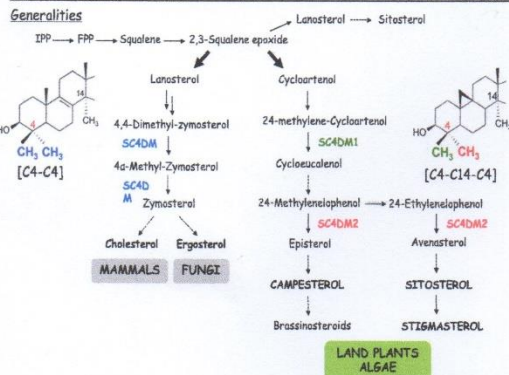 Generalities
Lanosterol Sitosterol
IPP FPP Squalene 2,3-Squalene epoxide
Lanosterol
4,4-Dimethyl-zymosterol
SC4DM
4a-Methyl-Zymosterol
SC4D
M
Zymosterol
Cholesterol Ergosterol
MAMMALS FUNGI
Cycloartenol
24-methylene-Cycloartenol
SC4DM1
Cycloeucalenol
24-Methylenelophenol 24-Ethylenelophenol
SC4DM2 SC4DM2
Episterol Avenasterol
CAMPESTEROL SITOSTEROL
Brassinosteroids STIGMASTEROL
LAND PLANTS
ALGAE
14
CH3
4
HO
CH3 CH3
[C4-C4]
14
CH3
4
HO
CH3 CH3
[C4-C14-C4]